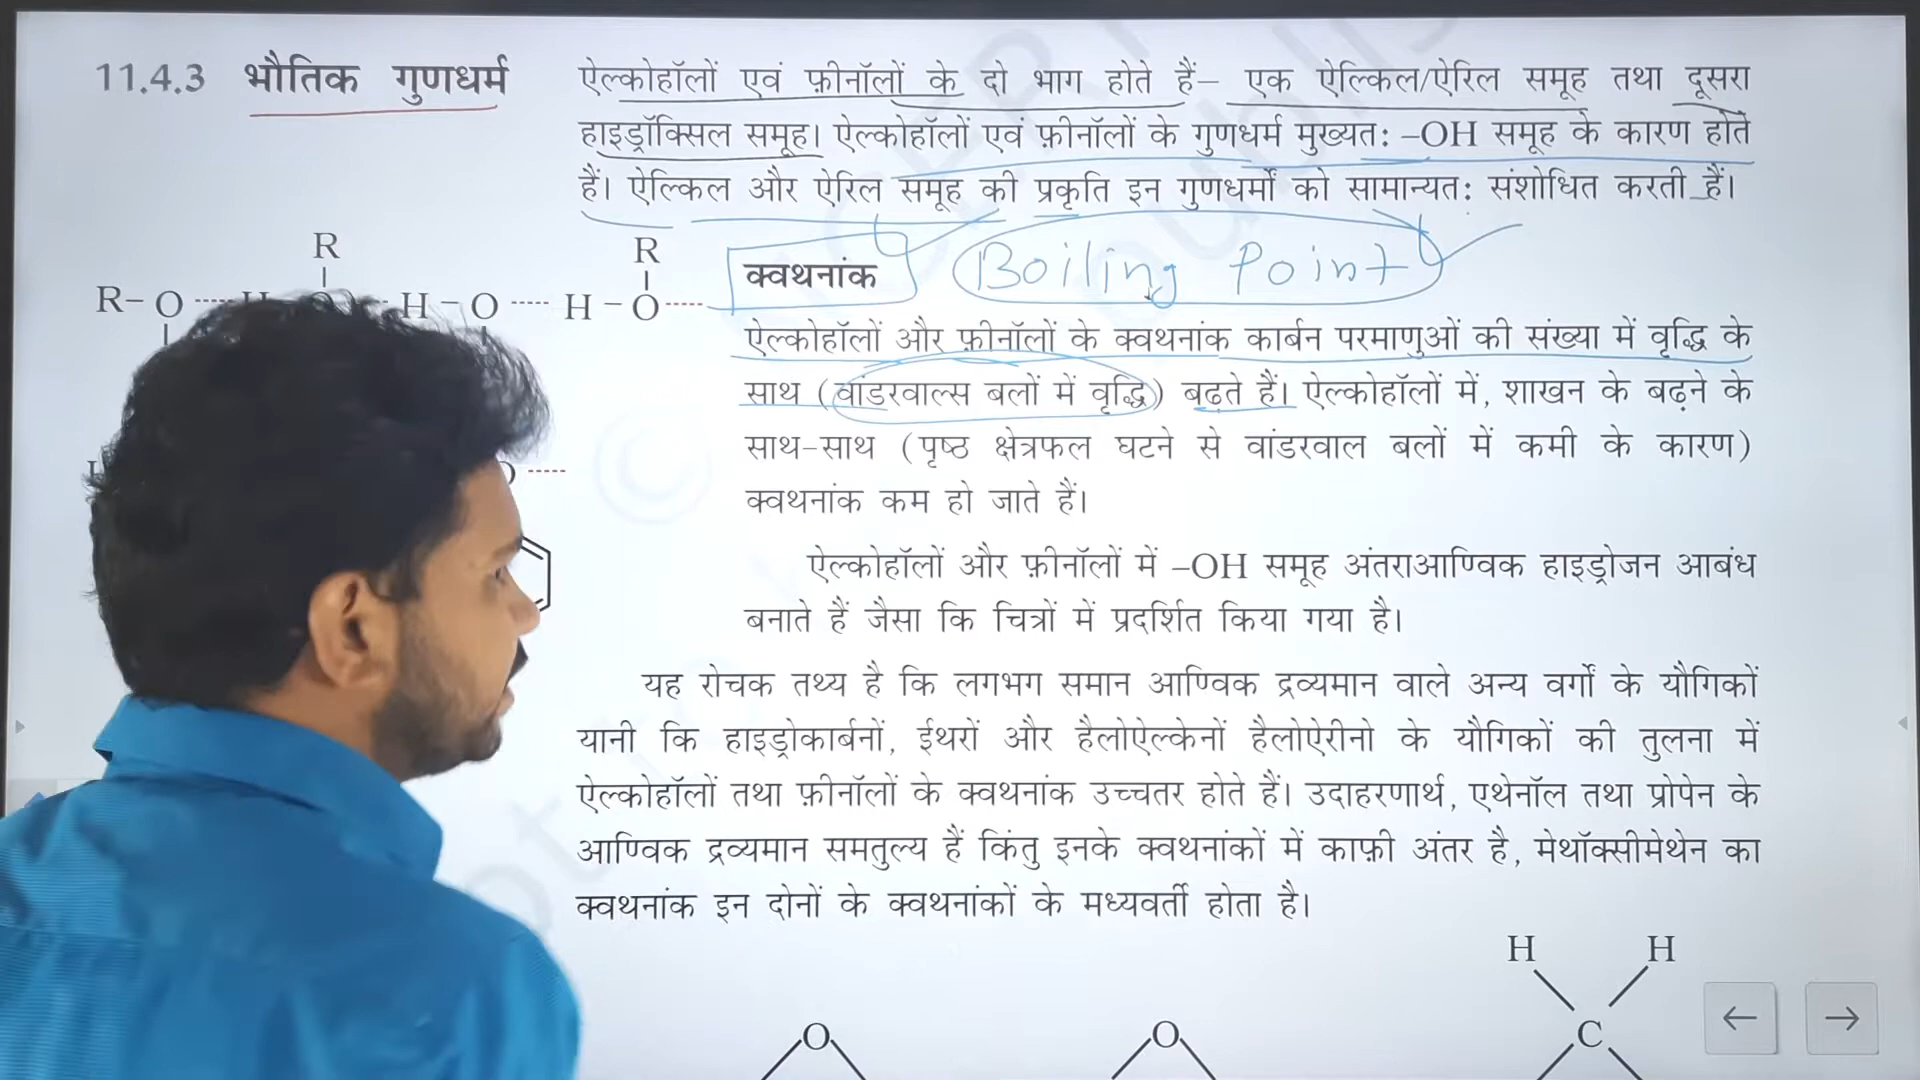 11.4.3 भौतिक गुणधर्म
ऐल्कोहॉलों एवं फ़ीनॉलों के दो भाग होते हैं– एक ऐल्किल/ऐरिल समूह तथा दूसरा
हाइड्रॉक्सिल समूह। ऐल्कोहॉलों एवं फ़ीनॉलों के गुणधर्म मुख्यत: –OH समूह के कारण होते
हैं। ऐल्किल और ऐरिल समूह की प्रकृति इन गुणधर्मों को सामान्यत: संशोधित करती हैं।
R R
R–O H H–O H–O
क्वथनांक Boiling Point
ऐल्कोहॉलों और फ़ीनॉलों के क्वथनांक कार्बन परमाणुओं की संख्या में वृद्धि के
साथ (वांडरवाल्स बलों में वृद्धि) बढ़ते हैं। ऐल्कोहॉलों में, शाखन के बढ़ने के
साथ-साथ (पृष्ठ क्षेत्रफल घटने से वांडरवाल बलों में कमी के कारण)
क्वथनांक कम हो जाते हैं।
ऐल्कोहॉलों और फ़ीनॉलों में –OH समूह अंतराआण्विक हाइड्रोजन आबंध
बनाते हैं जैसा कि चित्रों में प्रदर्शित किया गया है।
यह रोचक तथ्य है कि लगभग समान आण्विक द्रव्यमान वाले अन्य वर्गों के यौगिकों
यानी कि हाइड्रोकार्बनों, ईथरों और हैलोऐल्केनों हैलोऐरीनो के यौगिकों की तुलना में
ऐल्कोहॉलों तथा फ़ीनॉलों के क्वथनांक उच्चतर होते हैं। उदाहरणार्थ, एथेनॉल तथा प्रोपेन के
आण्विक द्रव्यमान समतुल्य हैं किंतु इनके क्वथनांकों में काफ़ी अंतर है, मेथॉक्सीमेथेन का
क्वथनांक इन दोनों के क्वथनांकों के मध्यवर्ती होता है।
H H
O O C